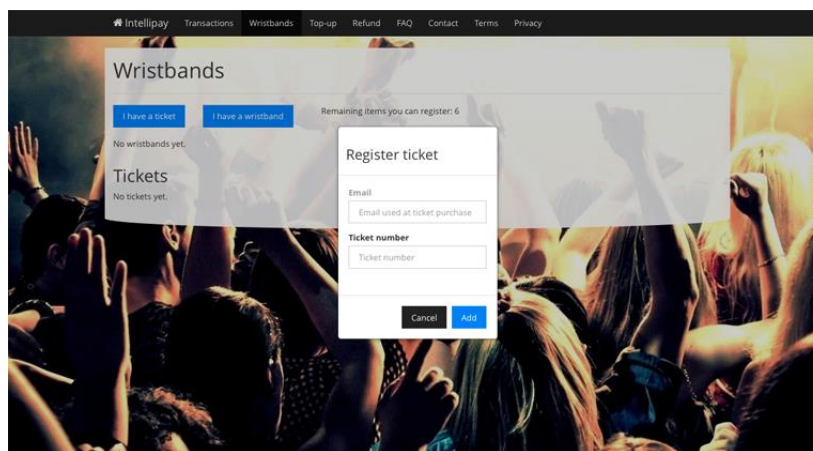 Intellipay Transactions Wristbands Top-up Refund FAQ Contact Terms Privacy
Wristbands
I have a ticket I have a wristband Remaining items you can register: 6
No wristbands yet.
Tickets
No tickets yet.
Register ticket
Email
Email used at ticket purchase
Ticket number
Ticket number
Cancel Add